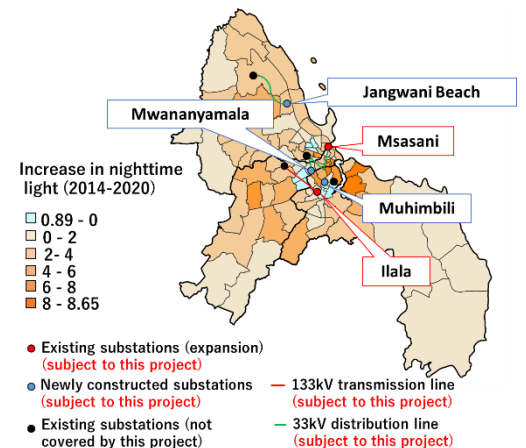 Jangwani Beach
Mwananyamala
Msasani
Increase in nighttime
light (2014-2020)
Muhimbili
0.89 - 0
0 - 2
2- 4
4 - 6
6 - 8
8 - 8.65
Ilala
Existing substations (expansion)
(subject to this project)
Newly constructed substations
(subject to this project)
133kV transmission line
(subject to this project)
Existing substations (not
covered by this project)
33kV distribution line
(subject to this project)